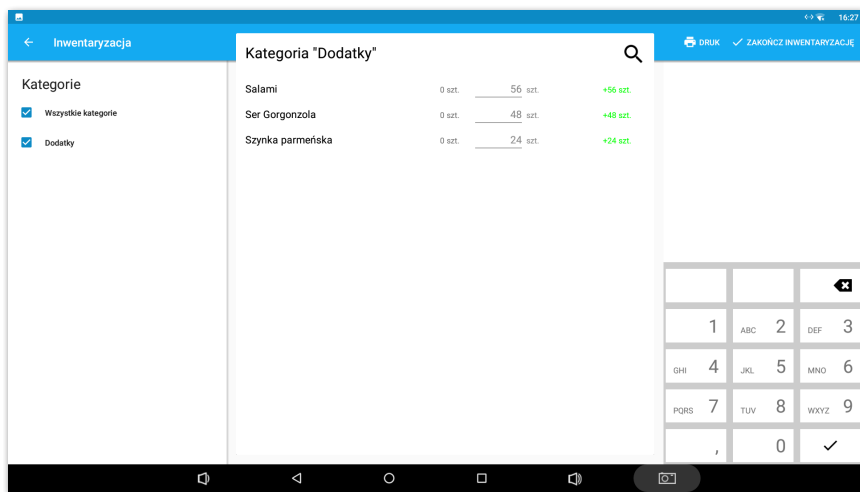 16:27
Inwentaryzacja
DRUK
ZAKOŃCZ INWENTARYZACJĘ
Kategorie
Wszystkie kategorie
Dodatky
Kategoria "Dodatky"
Salami 0 szt. 56 szt. +56 szt.
Ser Gorgonzola 0 szt. 48 szt. +48 szt.
Szynka parmeńska 0 szt. 24 szt. +24 szt.
1 ABC 2 DEF 3
GHI 4 JKL 5 MNO 6
PQRS 7 TUV 8 WXYZ 9
, 0